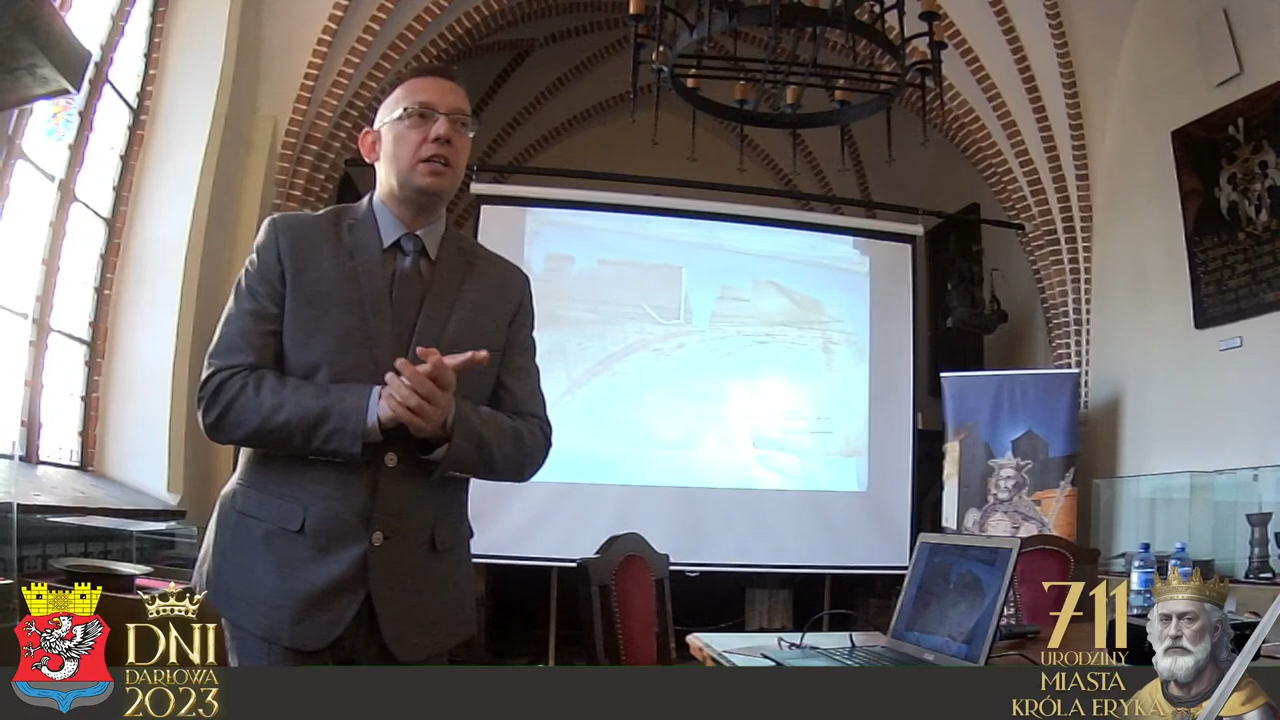 DNI
DARŁOWA
2023
711
URODZINY
MIASTA
KRÓLA ERYKA